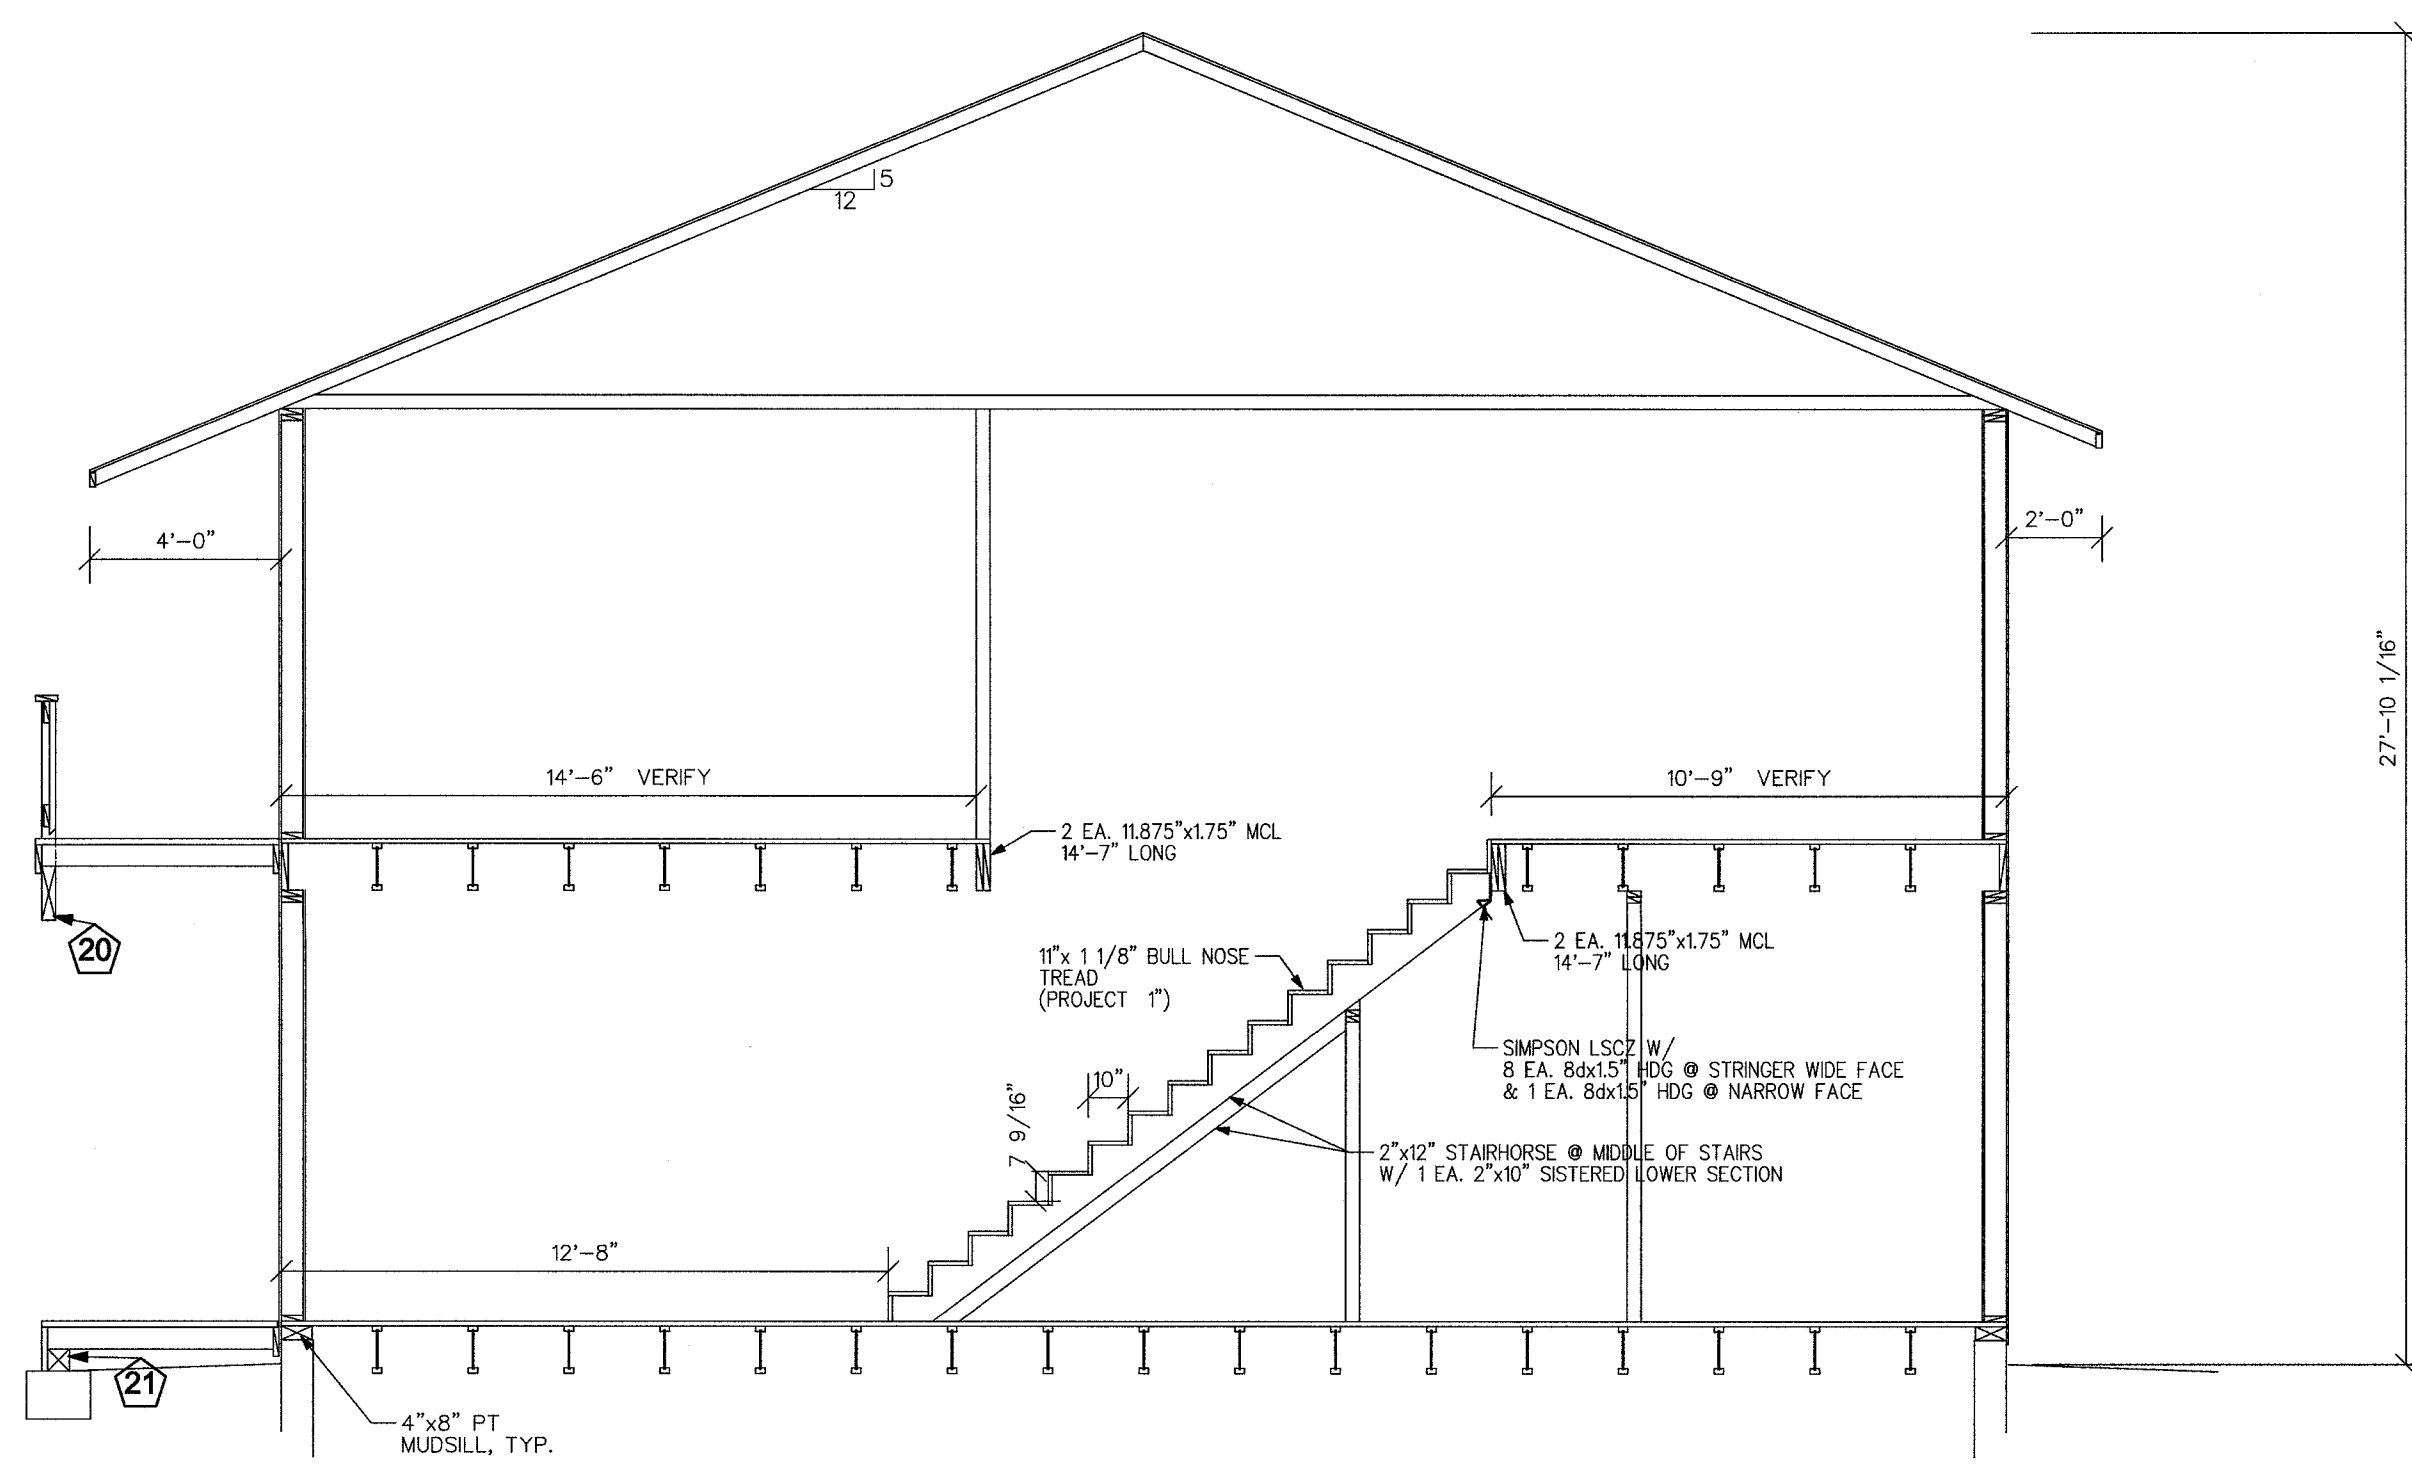 5
12
4'-0"
2'-0"
27'-10 1/16"
14'-6" VERIFY
10'-9" VERIFY
2 EA. 11.875"x1.75" MCL
14'-7" LONG
20
2 EA. 11.875"x1.75" MCL
14'-7" LONG
11"x 1 1/8" BULL NOSE
TREAD
(PROJECT 1")
SIMPSON LSCZ W/
8 EA. 8dx1.5" HDG @ STRINGER WIDE FACE
& 1 EA. 8dx1.5" HDG @ NARROW FACE
10"
7 9/16"
2"x12" STAIRHORSE @ MIDDLE OF STAIRS
W/ 1 EA. 2"x10" SISTERED LOWER SECTION
12'-8"
21
4"x8" PT
MUDSILL, TYP.